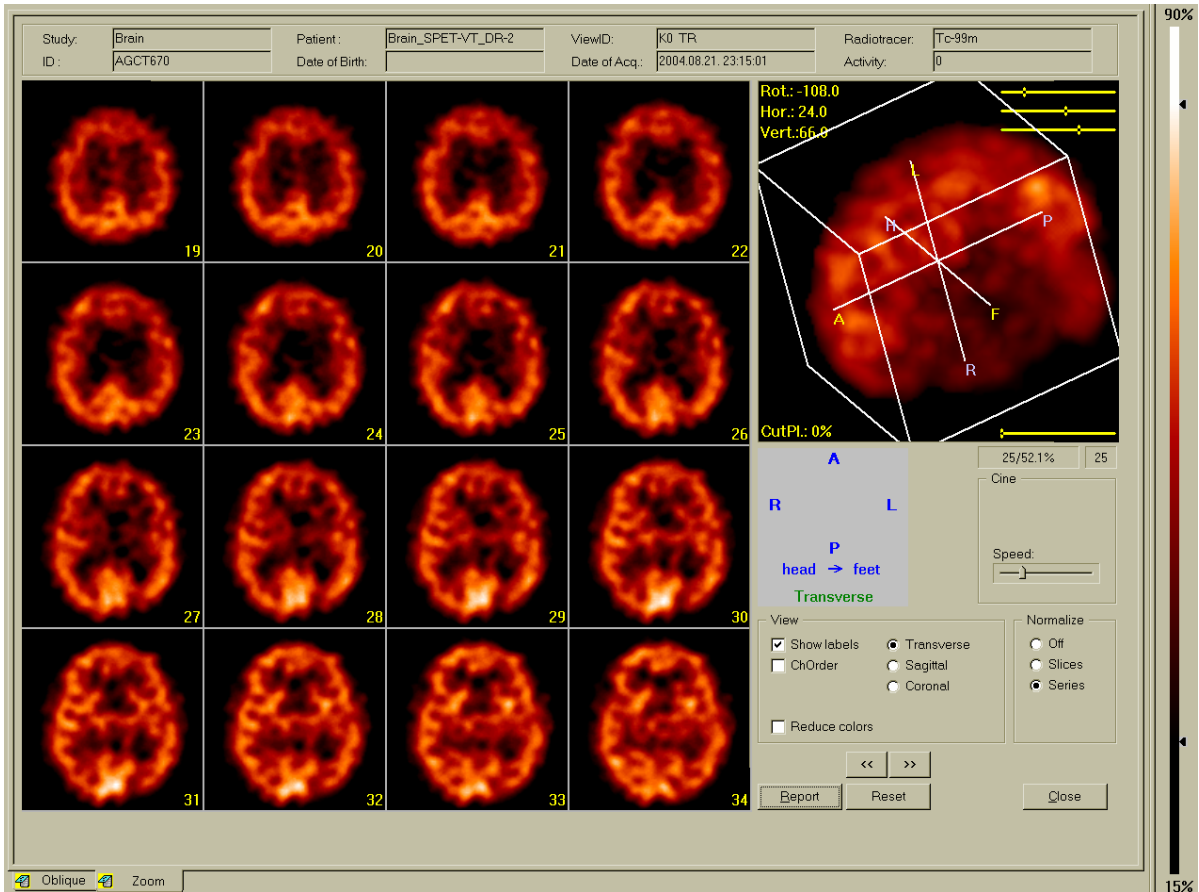 90%
Study: Brain Patient: Brain_SPET-VT_DR-2 ViewID: K0 TR Radiotracer: Tc-99m
ID: AGCT670 Date of Birth: Date of Acq.: 2004.08.21. 23:15:01 Activity: 0
19 20 21 22
23 24 25 26
27 28 29 30
31 32 33 34
Rot.: -108.0
Hor.: 24.0
Vert.:66.0
L
H P
A F
R
CutPl.: 0%
25/52.1% 25
A
R L
P
head → feet
Transverse
Cine
Speed:
View
Show labels Transverse
ChOrder Sagittal
Coronal
Reduce colors
Normalize
Off
Slices
Series
<< >>
Report Reset Close
Oblique Zoom
15%